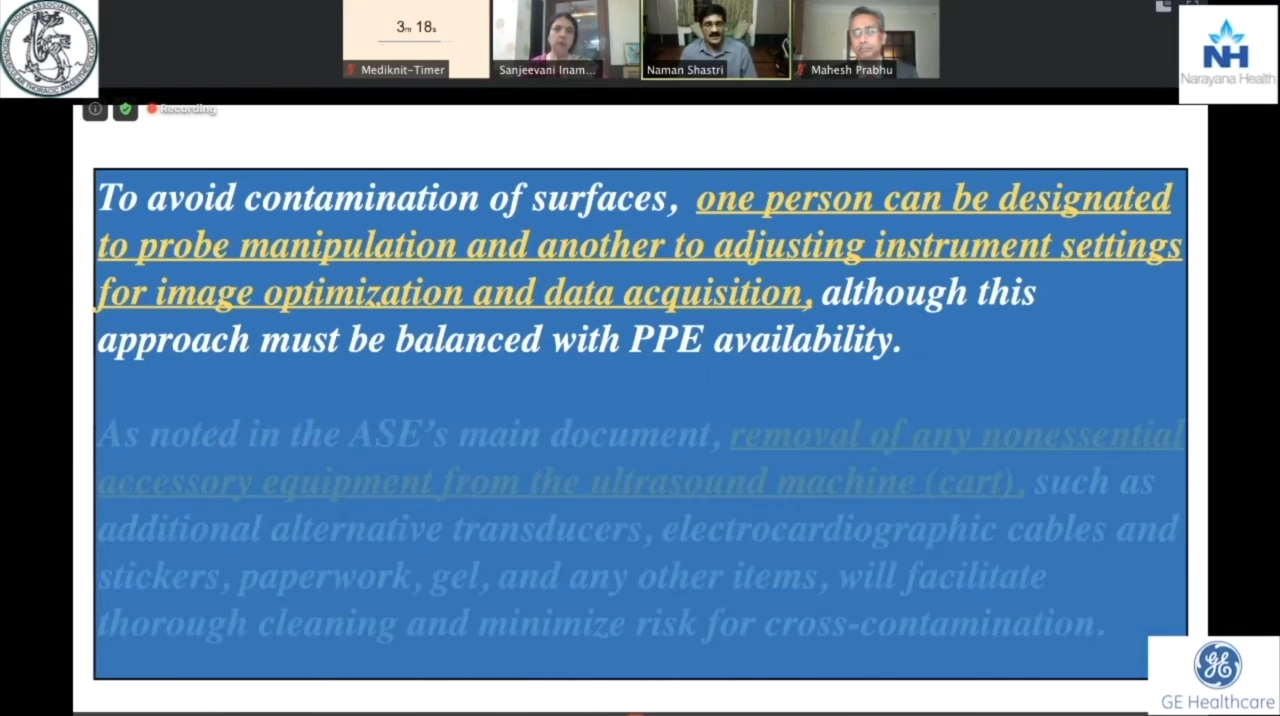 3m 18s
Mediknit-Timer
Sanjeevani Inam...
Naman Shastri
Mahesh Prabhu
NH
Narayana Health
Recording
To avoid contamination of surfaces, one person can be designated
to probe manipulation and another to adjusting instrument settings
for image optimization and data acquisition, although this
approach must be balanced with PPE availability.
As noted in the ASE's main document, removal of any nonessential
accessory equipment from the ultrasound machine (cart), such as
additional alternative transducers, electrocardiographic cables and
stickers, paperwork, gel, and any other items, will facilitate
thorough cleaning and minimize risk for cross-contamination.
GE
GE Healthcare